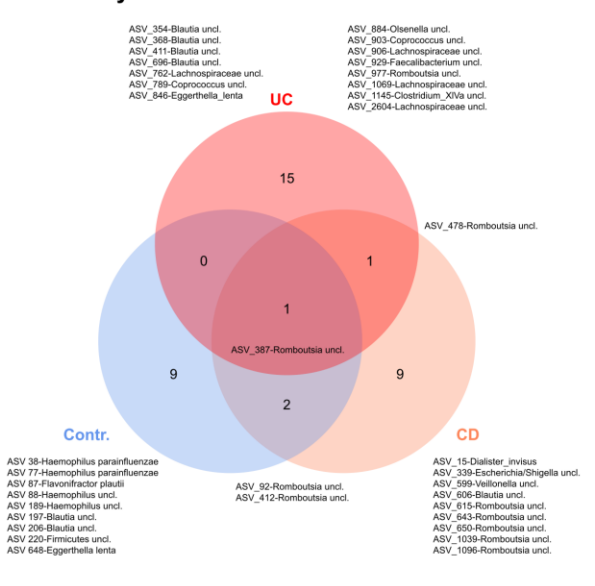 ASV_354-Blautia uncl.
ASV_368-Blautia uncl.
ASV_411-Blautia uncl.
ASV_696-Blautia uncl.
ASV_762-Lachnospiraceae uncl.
ASV_789-Coprococcus uncl.
ASV_846-Eggerthella_lenta
ASV_884-Olsenella uncl.
ASV_903-Coprococcus uncl.
ASV_906-Lachnospiraceae uncl.
ASV_929-Faecalibacterium uncl.
ASV_977-Romboutsia uncl.
ASV_1069-Lachnospiraceae uncl.
ASV_1145-Clostridium_XIVa uncl.
ASV_2604-Lachnospiraceae uncl.
UC
15
ASV_478-Romboutsia uncl.
0
1
1
ASV_387-Romboutsia uncl.
9
9
2
Contr.
CD
ASV 38-Haemophilus parainfluenzae
ASV 77-Haemophilus parainfluenzae
ASV 87-Flavonifractor plautii
ASV 88-Haemophilus uncl.
ASV 189-Haemophilus uncl.
ASV 197-Blautia uncl.
ASV 206-Blautia uncl.
ASV 220-Firmicutes uncl.
ASV 648-Eggerthella lenta
ASV_92-Romboutsia uncl.
ASV_412-Romboutsia uncl.
ASV_15-Dialister_invisus
ASV_339-Escherichia/Shigella uncl.
ASV_599-Veillonella uncl.
ASV_606-Blautia uncl.
ASV_615-Romboutsia uncl.
ASV_643-Romboutsia uncl.
ASV_650-Romboutsia uncl.
ASV_1039-Romboutsia uncl.
ASV_1096-Romboutsia uncl.